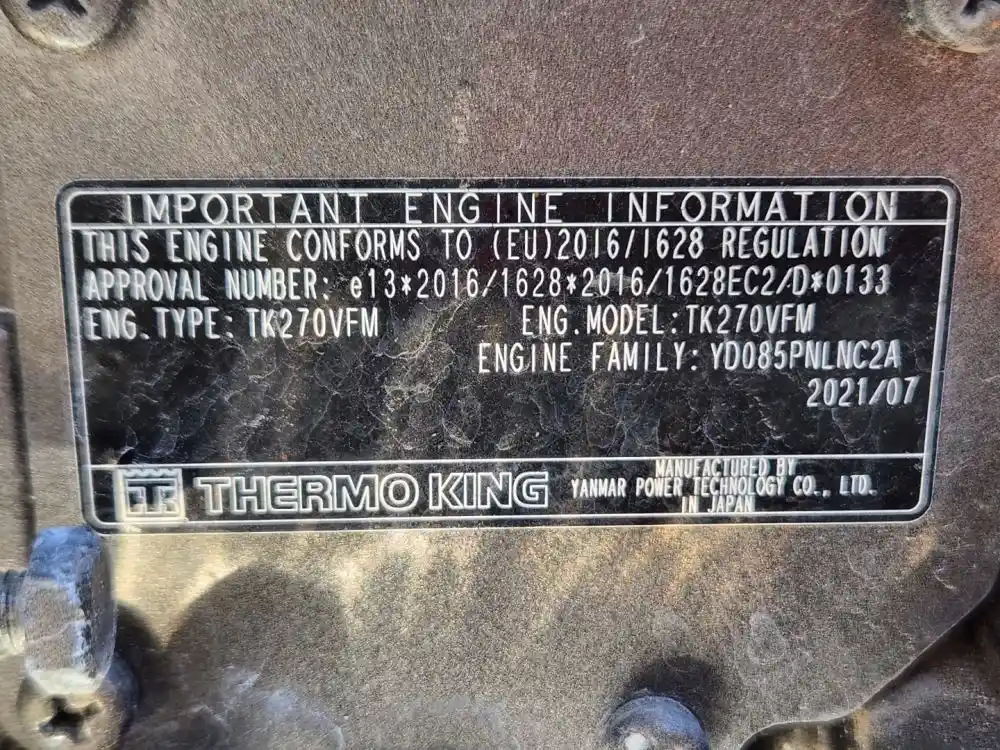 IMPORTANT ENGINE INFORMATION
THIS ENGINE CONFORMS TO (EU)2016/1628 REGULATION
APPROVAL NUMBER: e13*2016/1628*2016/1628EC2/D*0133
ENG.TYPE: TK270VFM ENG.MODEL: TK270VFM
ENGINE FAMILY: YD085PNLNC2A
2021/07
TK THERMO KING
MANUFACTURED BY
YANMAR POWER TECHNOLOGY CO., LTD.
IN JAPAN